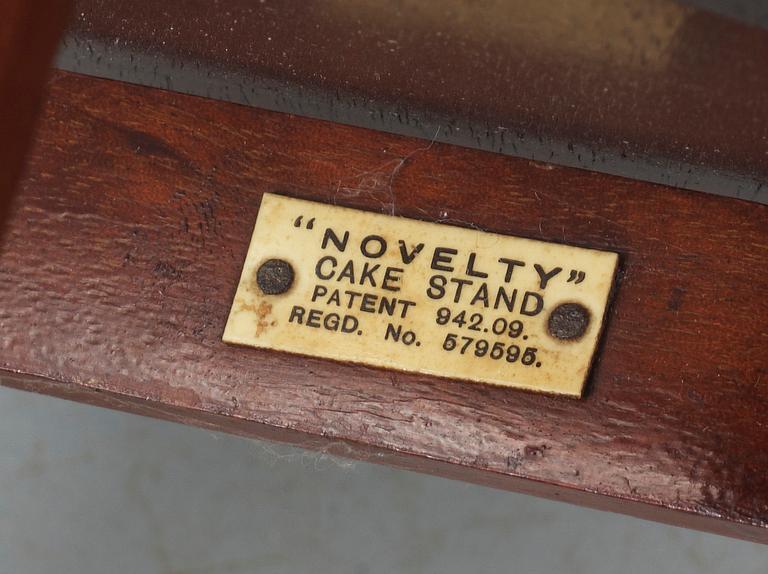 “NOVELTY”
CAKE STAND
PATENT 942.09.
REGD. No. 579595.